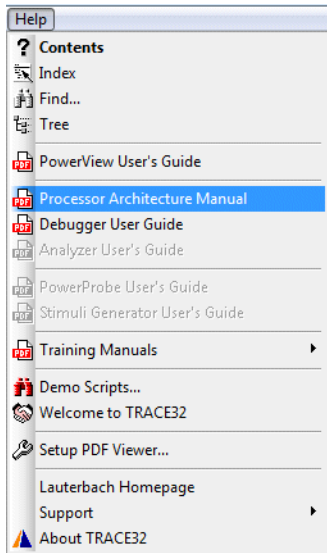 Help
Contents
Index
Find...
Tree
PowerView User's Guide
Processor Architecture Manual
Debugger User Guide
Analyzer User's Guide
PowerProbe User's Guide
Stimuli Generator User's Guide
Training Manuals
Demo Scripts...
Welcome to TRACE32
Setup PDF Viewer...
Lauterbach Homepage
Support
About TRACE32